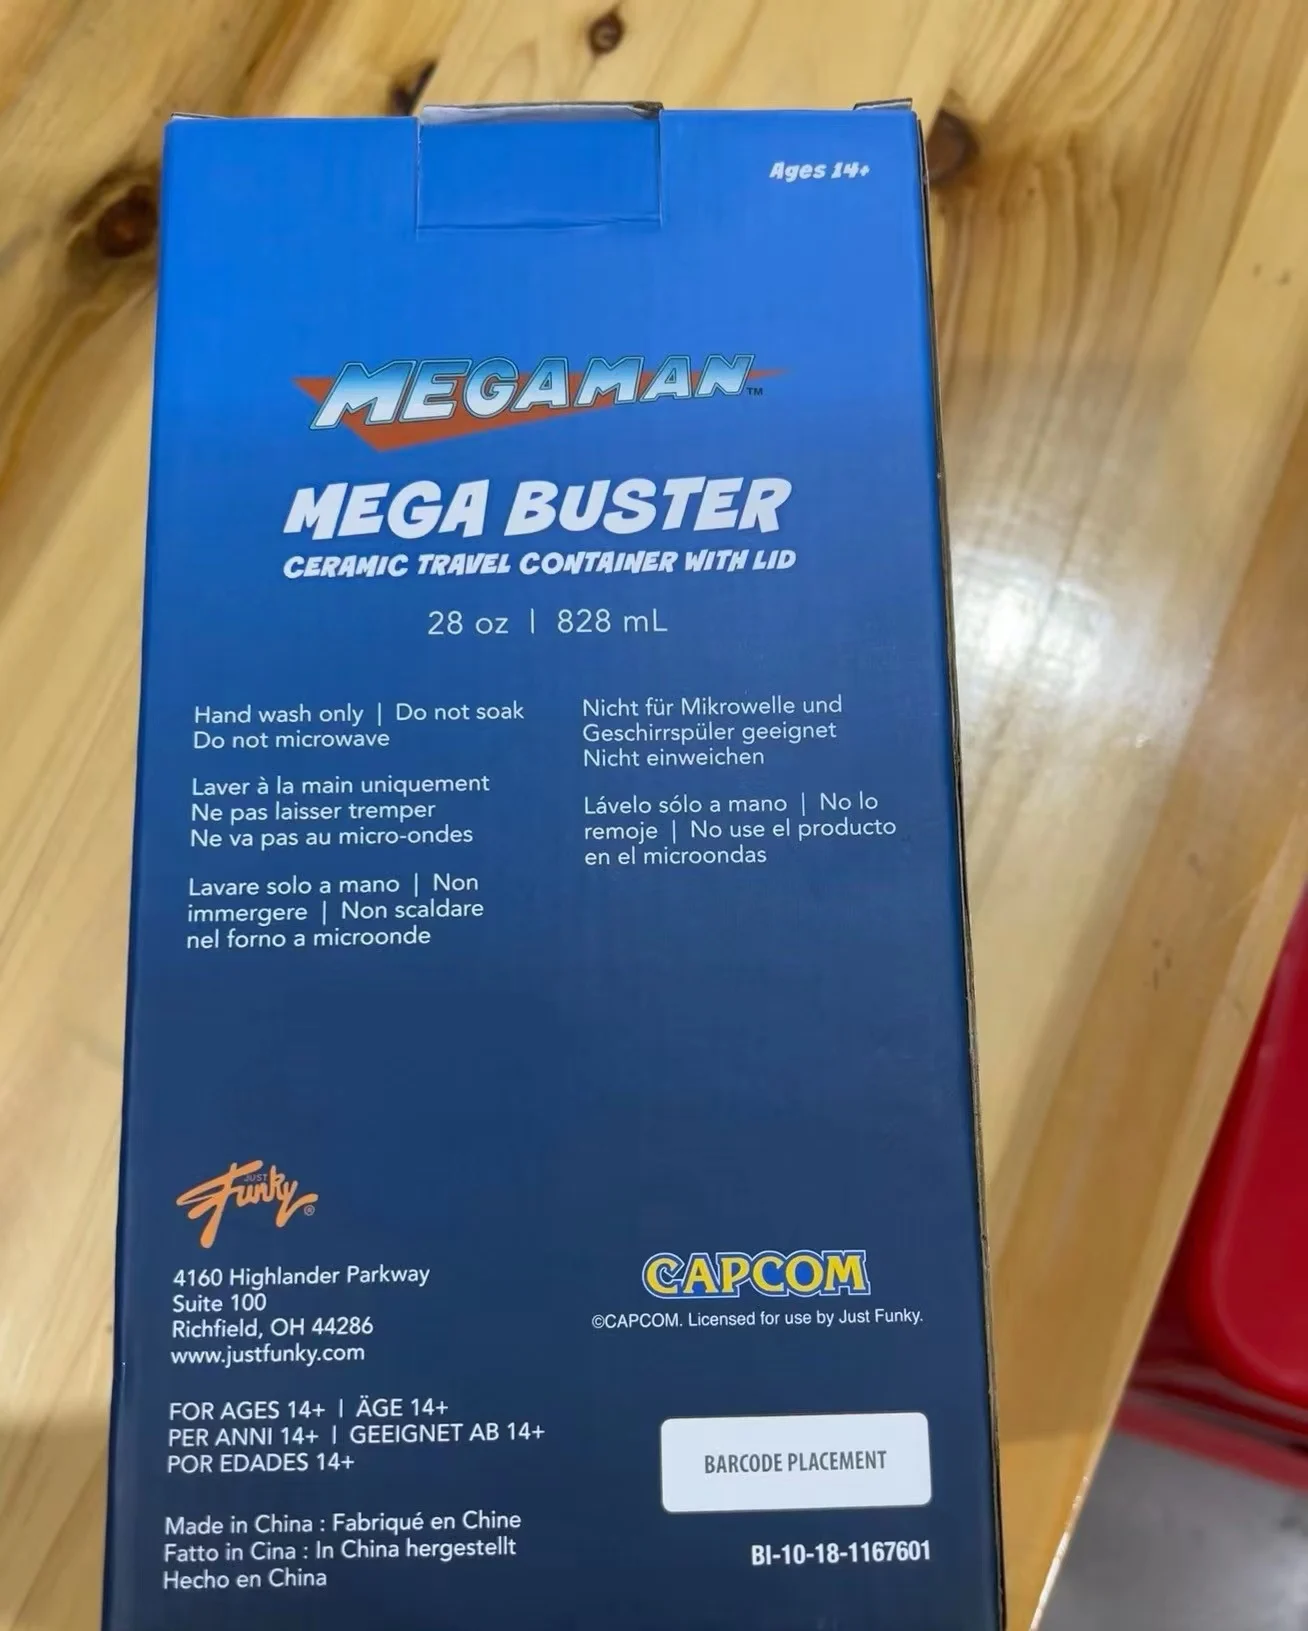 Ages 14+
MEGAMAN™
MEGA BUSTER
CERAMIC TRAVEL CONTAINER WITH LID
28 oz | 828 mL
Hand wash only | Do not soak
Do not microwave
Laver à la main uniquement
Ne pas laisser tremper
Ne va pas au micro-ondes
Lavare solo a mano | Non
immergere | Non scaldare
nel forno a microonde
Nicht für Mikrowelle und
Geschirrspüler geeignet
Nicht einweichen
Lávelo sólo a mano | No lo
remoje | No use el producto
en el microondas
JUST
Funky®
4160 Highlander Parkway
Suite 100
Richfield, OH 44286
www.justfunky.com
FOR AGES 14+ | ÄGE 14+
PER ANNI 14+ | GEEIGNET AB 14+
POR EDADES 14+
Made in China : Fabriqué en Chine
Fatto in Cina : In China hergestellt
Hecho en China
CAPCOM
©CAPCOM. Licensed for use by Just Funky.
BARCODE PLACEMENT
BI-10-18-1167601